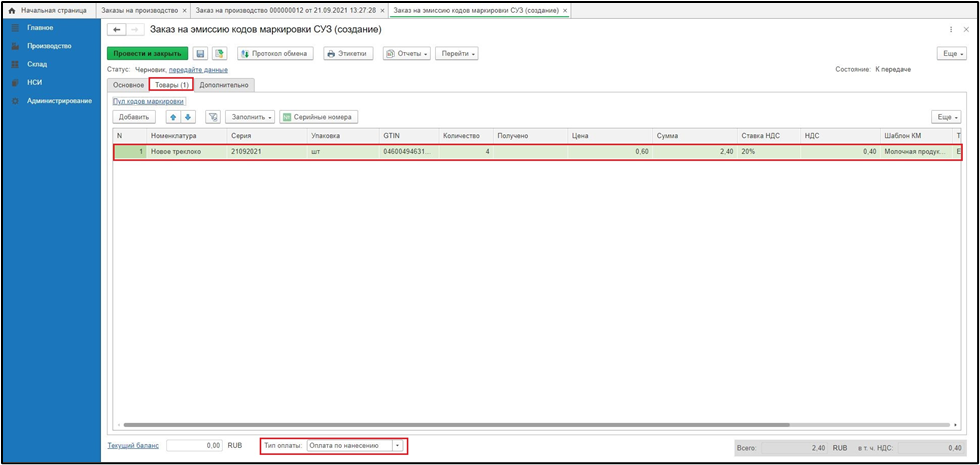 Начальная страница Заказы на производство × Заказ на производство 000000012 от 21.09.2021 13:27:28 × Заказ на эмиссию кодов маркировки СУЗ (создание) ×
Главное
Производство
Склад
НСИ
Администрирование
Заказ на эмиссию кодов маркировки СУЗ (создание)
Провести и закрыть Протокол обмена Этикетки Отчеты Перейти Еще
Статус: Черновик, передайте данные Состояние: К передаче
Основное Товары (1) Дополнительно
Пул кодов маркировки
Добавить Заполнить Серийные номера Еще
N Номенклатура Серия Упаковка GTIN Количество Получено Цена Сумма Ставка НДС НДС Шаблон КМ Т
1 Новое треклоко 21092021 шт 04600494631... 4 0,60 2,40 20% 0,40 Молочная продук... Е
Текущий баланс 0,00 RUB Тип оплаты: Оплата по нанесению Всего: 2,40 RUB в т. ч. НДС: 0,40